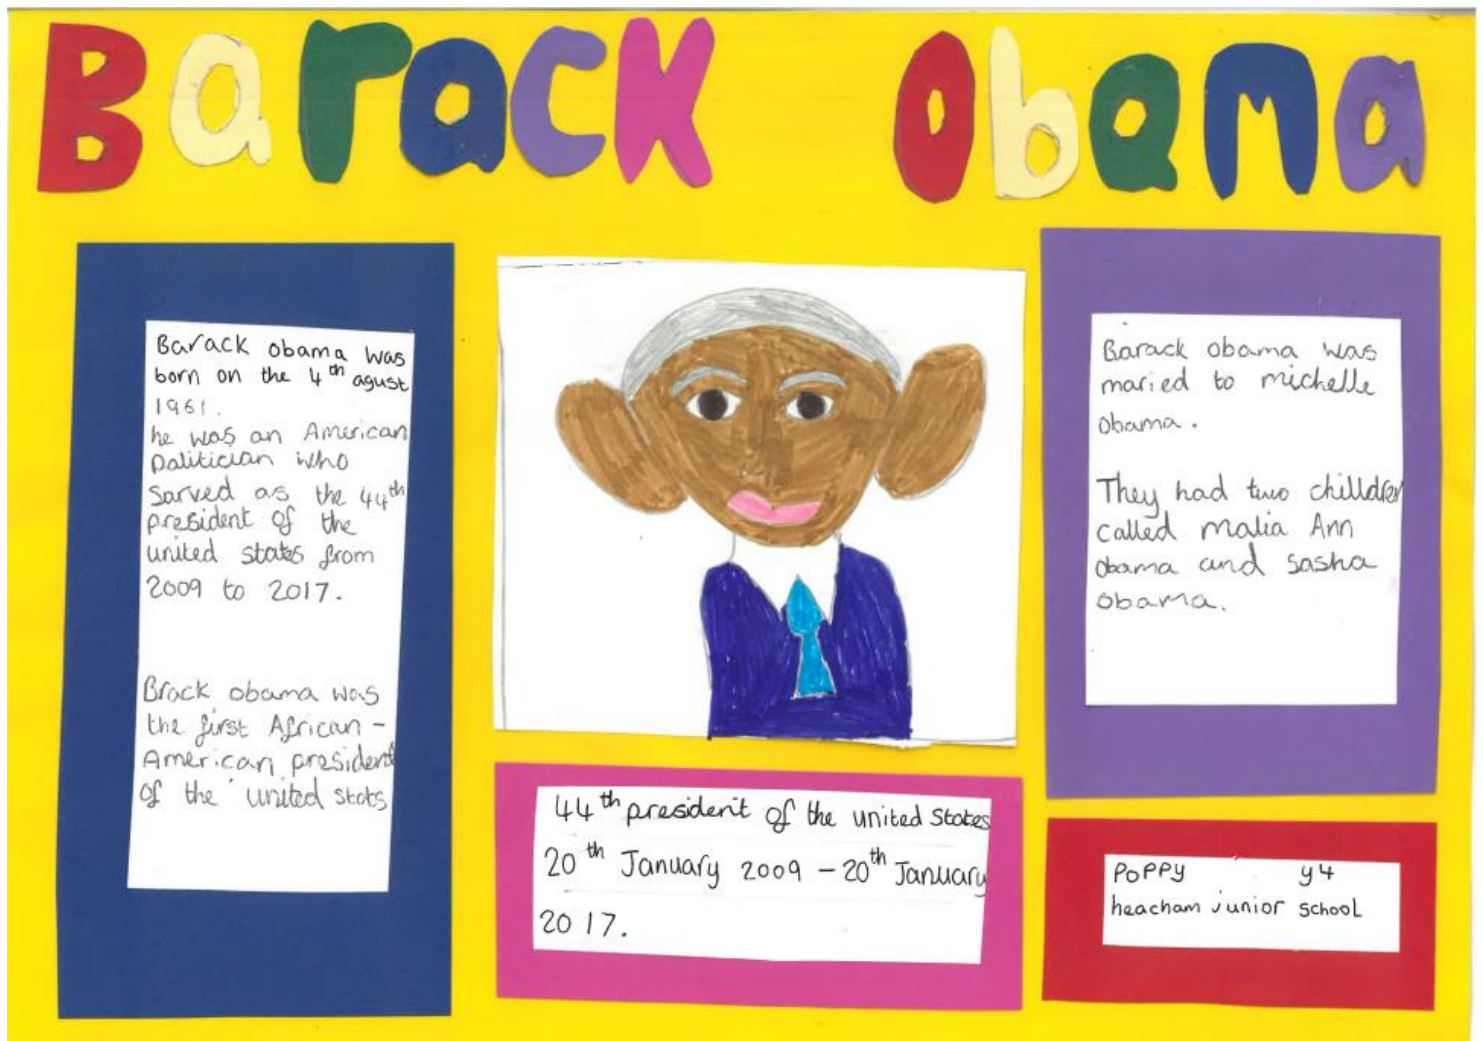 Barack Obama
Barack obama was
born on the 4th agust
1961.
he was an American
palitician who
sarved as the 44th
president of the
united states from
2009 to 2017.
Brack obama was
the first African -
American president
of the united stats
44th president of the united states
20th January 2009 - 20th January
2017.
Barack obama was
maried to michelle
obama.
They had two chilldren
called malia Ann
obama and sasha
obama.
POPPY y4
heacham junior school